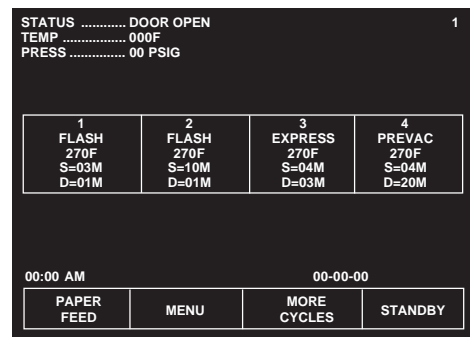 STATUS ............ DOOR OPEN 1
TEMP ................. 000F
PRESS ............... 00 PSIG
1 2 3 4
FLASH FLASH EXPRESS PREVAC
270F 270F 270F 270F
S=03M S=10M S=04M S=04M
D=01M D=01M D=03M D=20M
00:00 AM 00-00-00
PAPER FEED MENU MORE CYCLES STANDBY